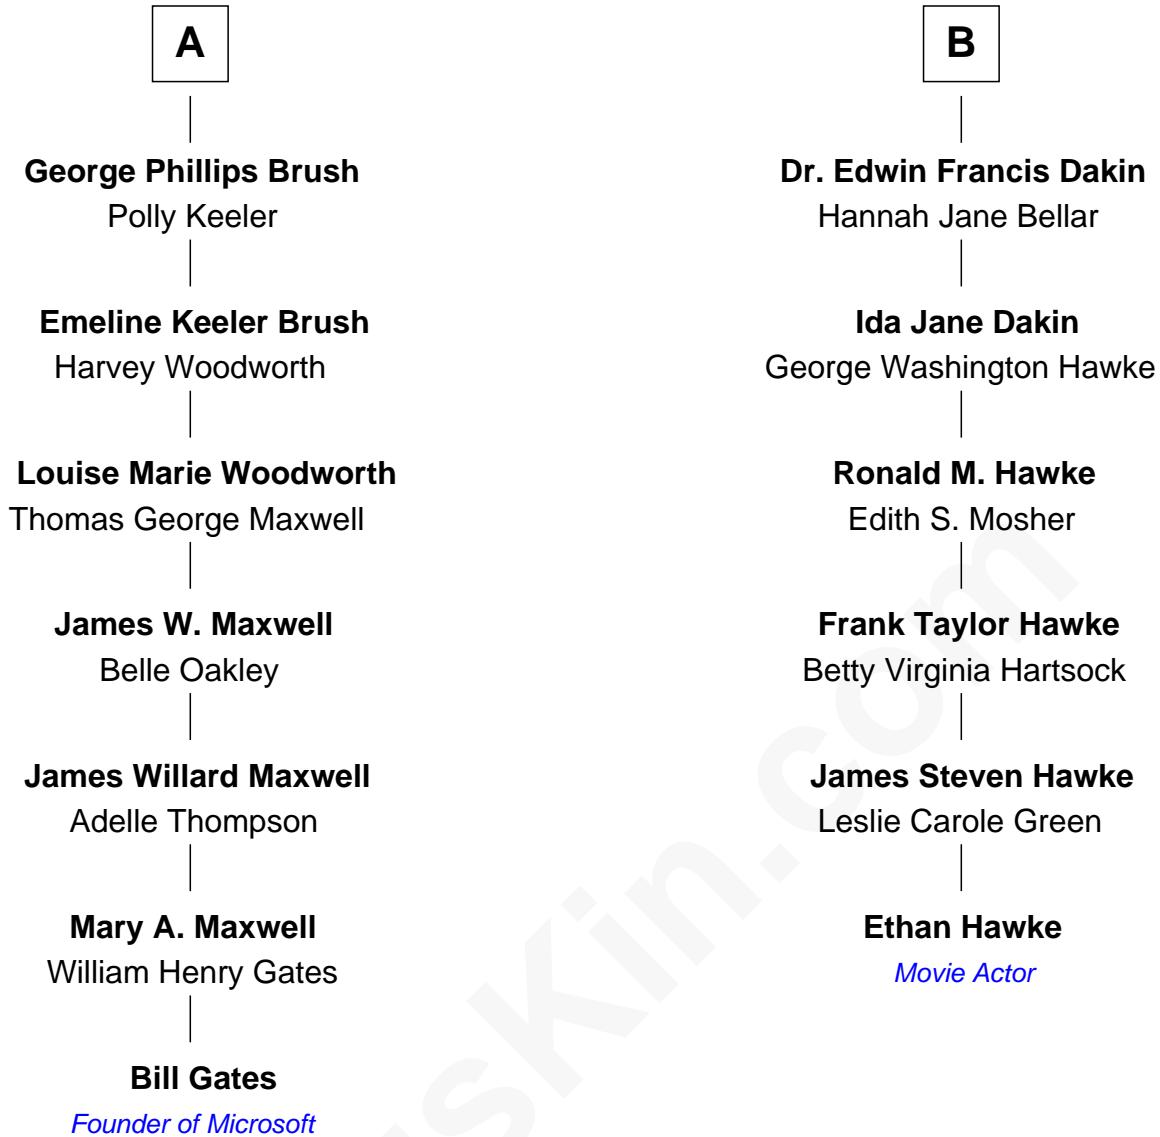 A
George Phillips Brush
Polly Keeler
Emeline Keeler Brush
Harvey Woodworth
Louise Marie Woodworth
Thomas George Maxwell
James W. Maxwell
Belle Oakley
James Willard Maxwell
Adelle Thompson
Mary A. Maxwell
William Henry Gates
Bill Gates
Founder of Microsoft
B
Dr. Edwin Francis Dakin
Hannah Jane Bellar
Ida Jane Dakin
George Washington Hawke
Ronald M. Hawke
Edith S. Mosher
Frank Taylor Hawke
Betty Virginia Hartsock
James Steven Hawke
Leslie Carole Green
Ethan Hawke
Movie Actor
usKin.com